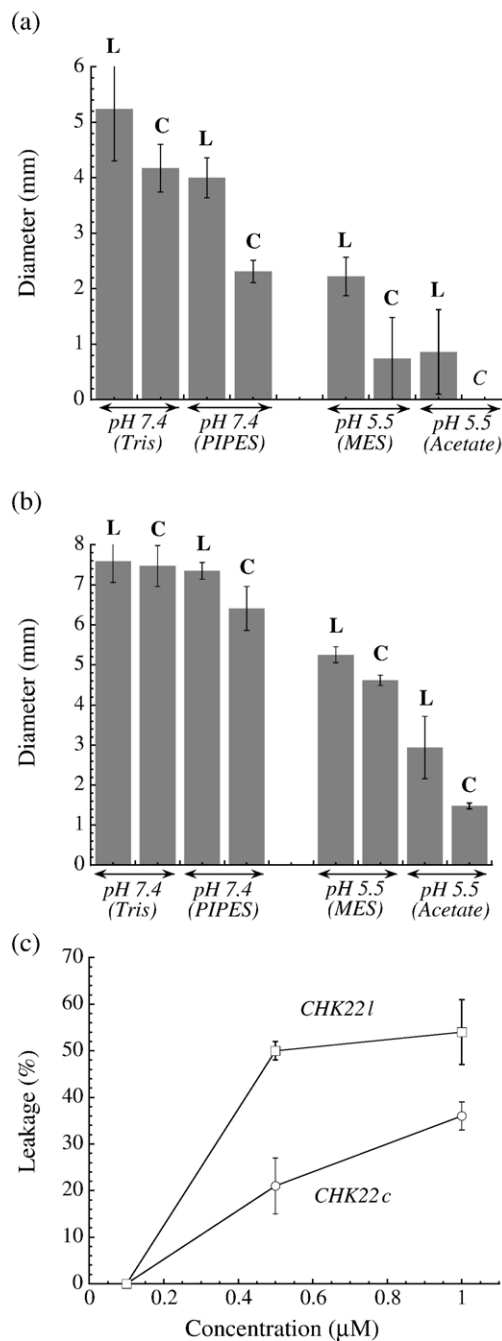 (a)
L
C
L
C
L
C
L
C
6
5
4
3
2
1
0
Diameter (mm)
pH 7.4 pH 7.4 pH 5.5 pH 5.5
(Tris) (PIPES) (MES) (Acetate)
(b)
L C L C
L C
L
C
8
7
6
5
4
3
2
1
0
Diameter (mm)
pH 7.4 pH 7.4 pH 5.5 pH 5.5
(Tris) (PIPES) (MES) (Acetate)
(c)
70
60
50
40
30
20
10
0
Leakage (%)
CHK22l
CHK22c
0 0.2 0.4 0.6 0.8 1
Concentration (μM)